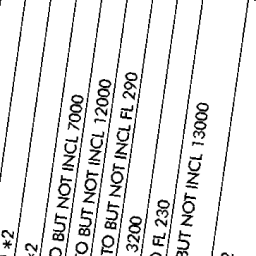 *2
*2
O BUT NOT INCL 7000
TO BUT NOT INCL 12000
TO BUT NOT INCL FL 290
3200
FL 230
BUT NOT INCL 13000